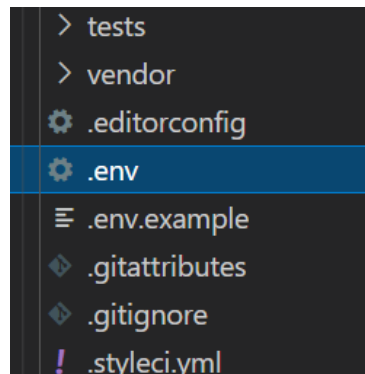 tests
vendor
.editorconfig
.env
.env.example
.gitattributes
.gitignore
.styleci.yml